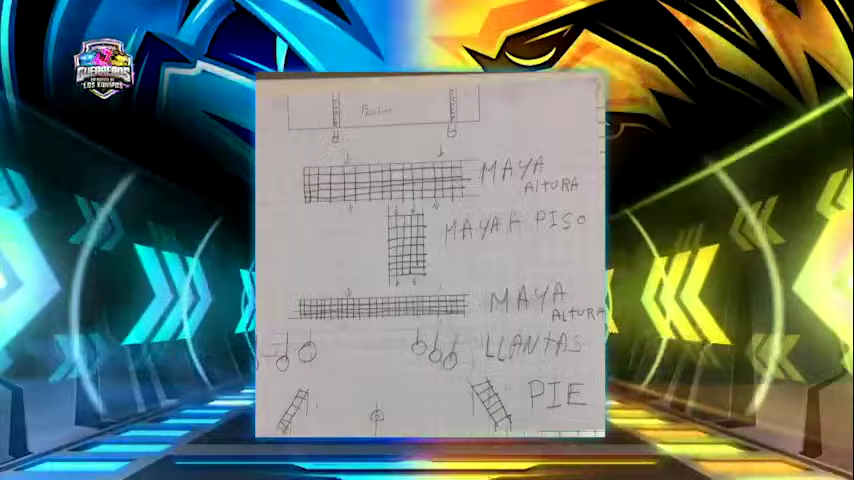 GUERREROS
LOS EQUIPOS
MAYA
ALTURA
MAYA A PISO
MAYA
ALTURA
LLANTAS
PIE